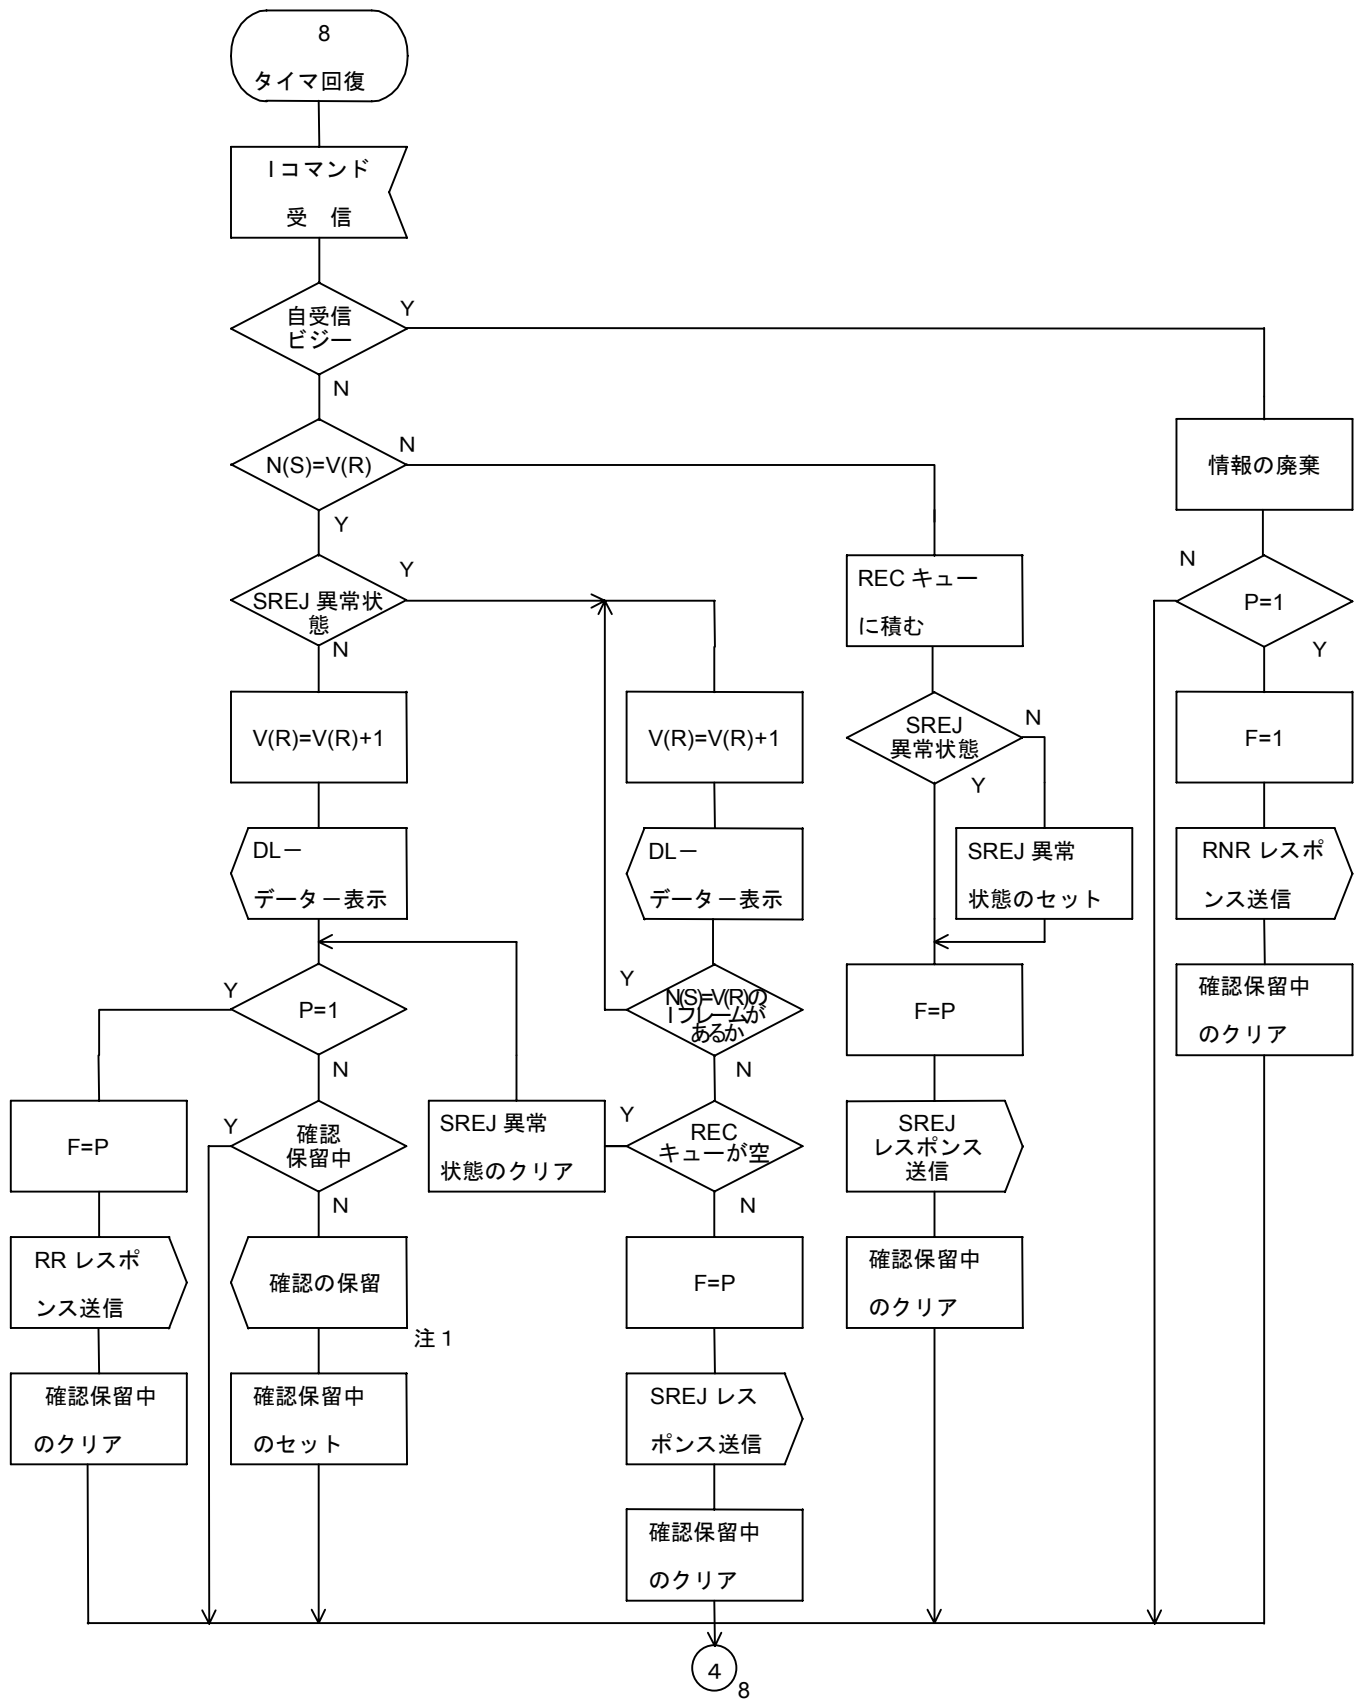 8
タイマ回復
Iコマンド
受　信
自受信
ビジー
Y
N
N(S)=V(R)
N
Y
情報の廃棄
SREJ 異常状
態
Y
N
REC キュー
に積む
N
P=1
Y
V(R)=V(R)+1
V(R)=V(R)+1
SREJ
異常状態
N
Y
F=1
DL－
データ－表示
DL－
データ－表示
SREJ 異常
状態のセット
RNR レスポ
ンス送信
Y
P=1
N
Y
N(S)=V(R)の
Iフレームが
あるか
N
F=P
確認保留中
のクリア
F=P
Y
確認
保留中
N
SREJ 異常
状態のクリア
Y
REC
キューが空
N
SREJ
レスポンス
送信
RR レスポ
ンス送信
確認の保留
注１
F=P
確認保留中
のクリア
確認保留中
のクリア
確認保留中
のセット
SREJ レス
ポンス送信
確認保留中
のクリア
4
8